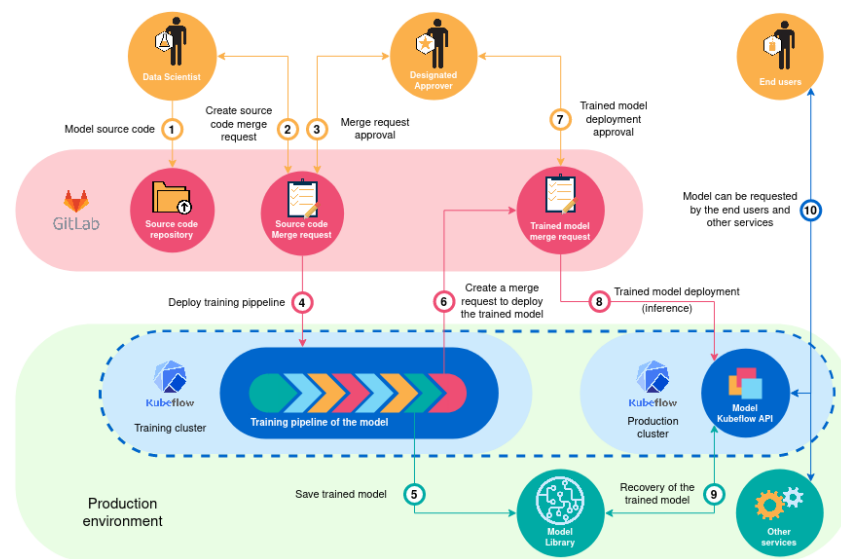 Data Scientist
Designated
Approver
End users
Model source code
1
Create source
code merge
request
2
3
Merge request
approval
7
Trained model
deployment
approval
GitLab
Source code
repository
Source code
Merge request
Trained model
merge request
Model can be requested
by the end users and
other services
10
Deploy training pippeline
4
6
Create a merge
request to deploy
the trained model
8
Trained model deployment
(inference)
Kubeflow
Training cluster
Training pipeline of the model
Kubeflow
Production
cluster
Model
Kubeflow API
Production
environment
Save trained model
5
Model
Library
Recovery of the
trained model
9
Other
services